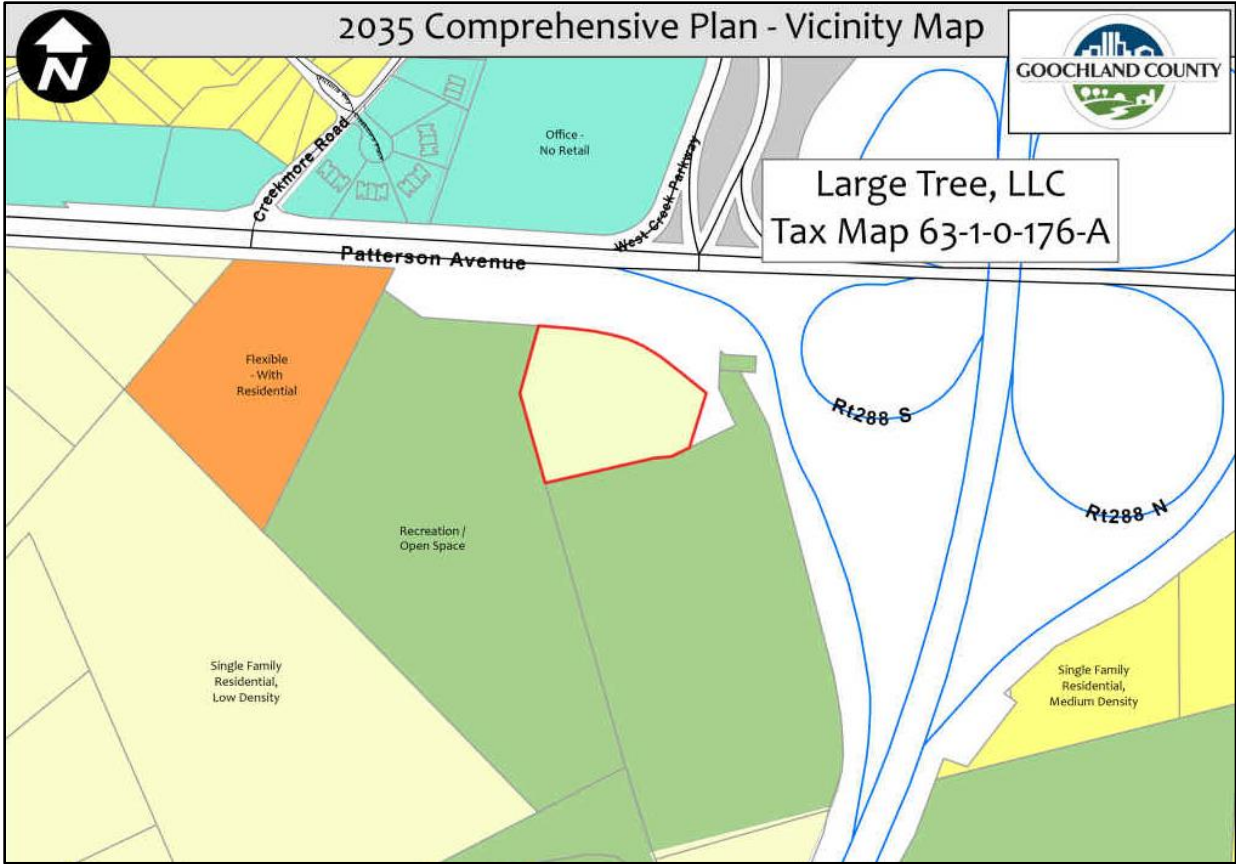 2035 Comprehensive Plan - Vicinity Map
N
GOOCHLAND COUNTY
Large Tree, LLC
Tax Map 63-1-0-176-A
Office -
No Retail
Creekmore Road
West Creek Parkway
Patterson Avenue
Flexible
- With
Residential
Rt288 S
Rt288 N
Recreation /
Open Space
Single Family
Residential,
Low Density
Single Family
Residential,
Medium Density